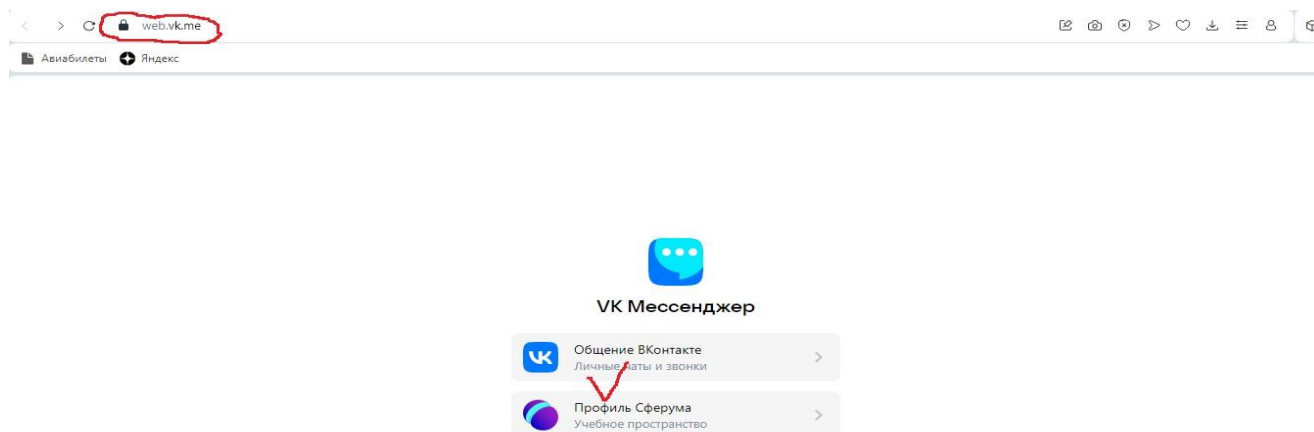 web.vk.me
Авиабилеты Яндекс
VK Мессенджер
Общение ВКонтакте
Личные чаты и звонки
Профиль Сферума
Учебное пространство